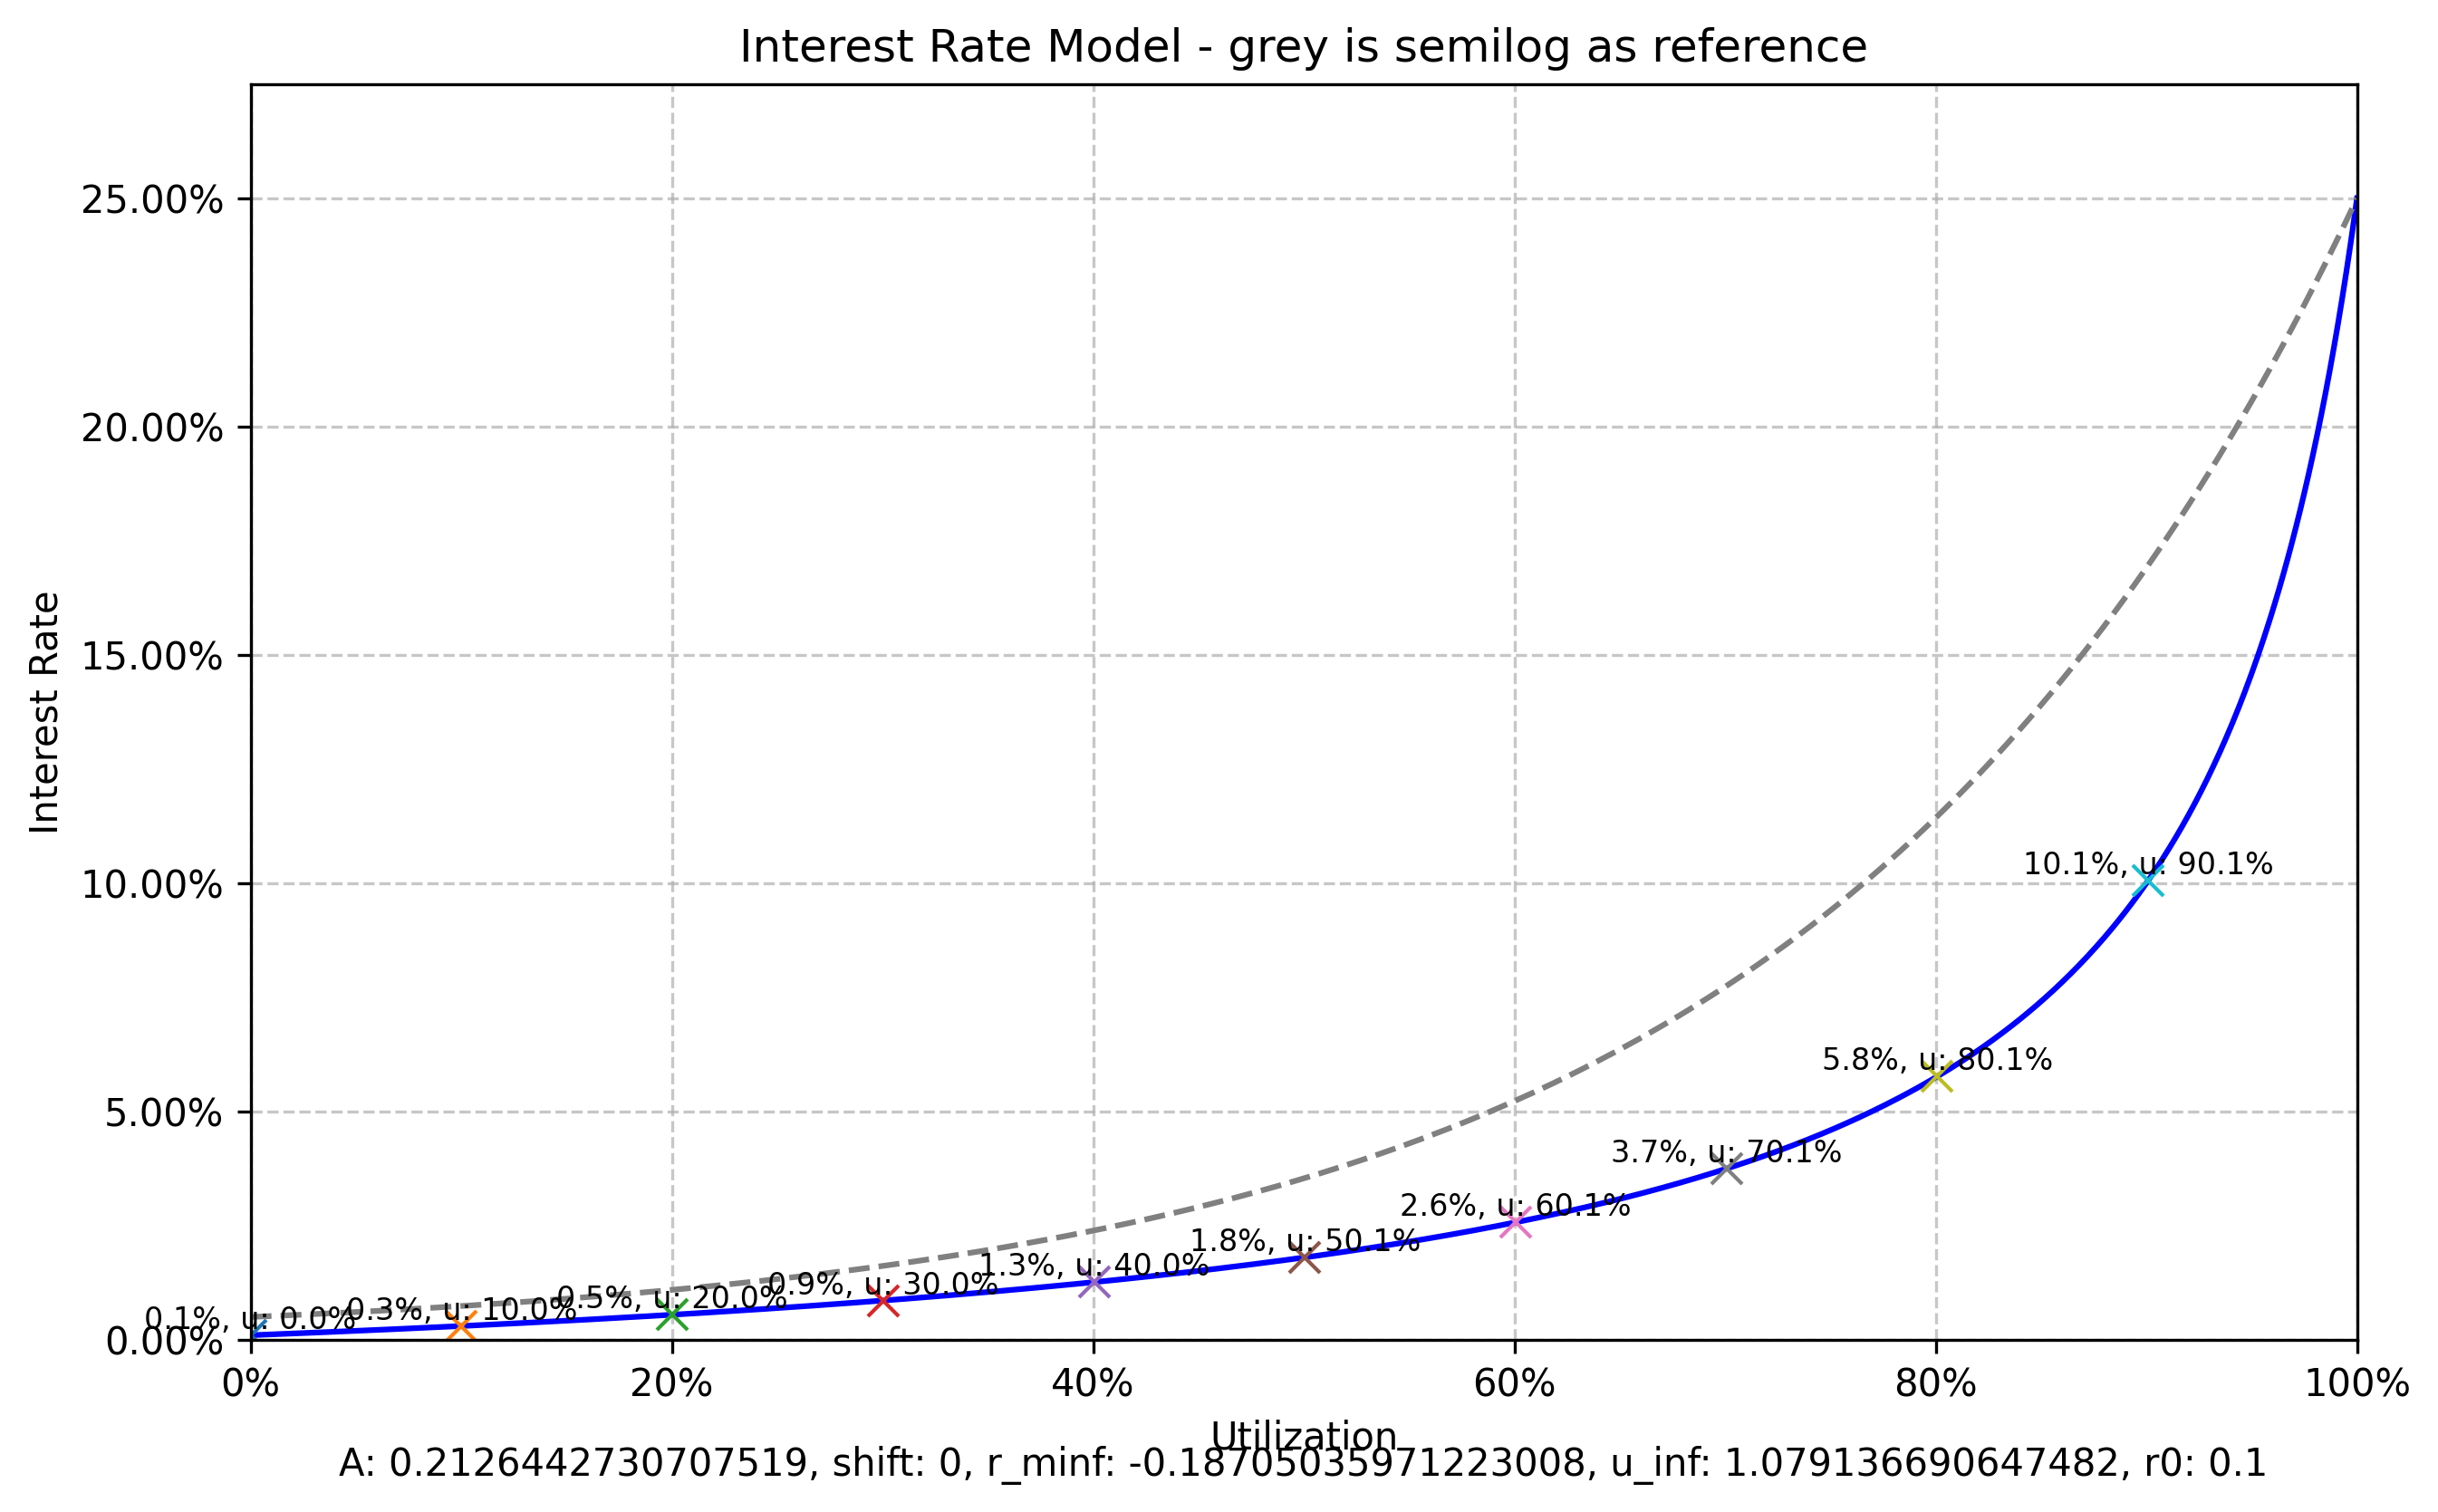 Interest Rate Model - grey is semilog as reference
Interest Rate
25.00%
20.00%
15.00%
10.00%
5.00%
0.00%
10.1%, u: 90.1%
5.8%, u: 80.1%
3.7%, u: 70.1%
2.6%, u: 60.1%
1.8%, u: 50.1%
1.3%, u: 40.0%
0.9%, u: 30.0%
0.5%, u: 20.0%
0.3%, u: 10.0%
0.1%, u: 0.0%
0%
20%
40%
60%
80%
100%
Utilization
A: 0.2126442730707519, shift: 0, r_minf: -0.18705035971223008, u_inf: 1.079136690647482, r0: 0.1